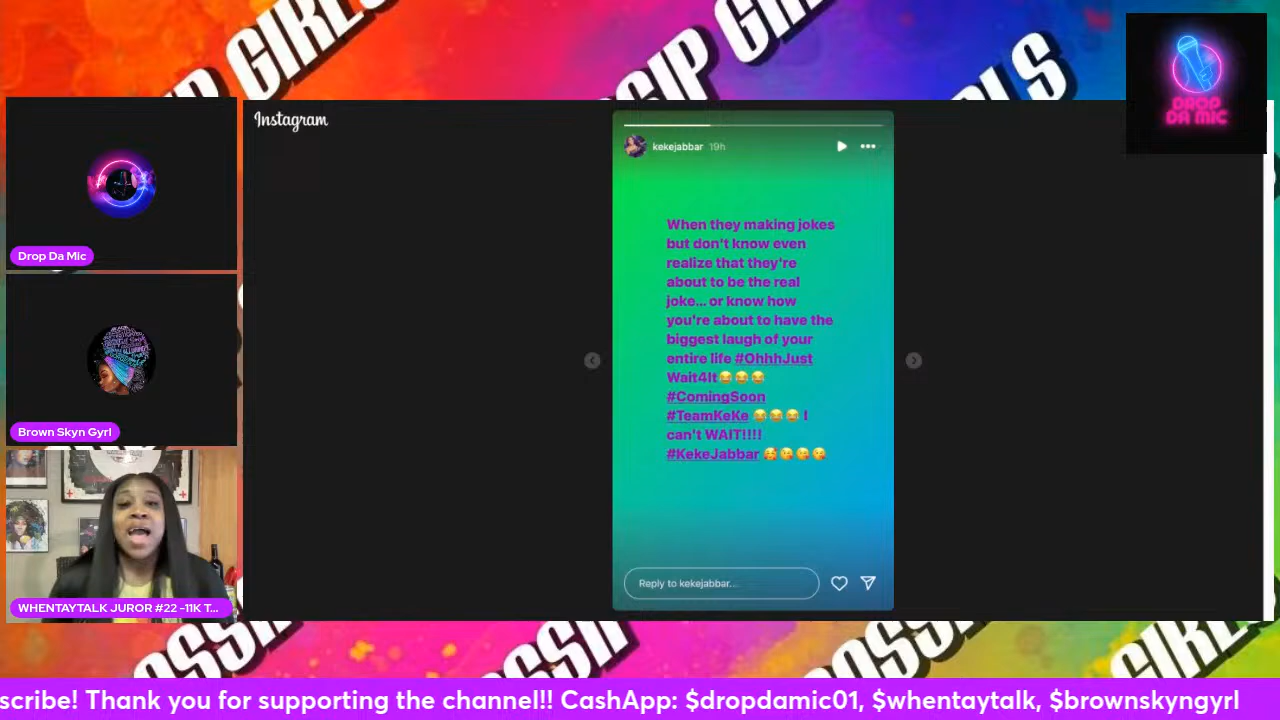 GOSSIP GIRLS
DROP
DA MIC
Instagram
kekejabbar 19h
When they making jokes
but don't know even
realize that they're
about to be the real
joke... or know how
you're about to have the
biggest laugh of your
entire life #OhhhJust
Wait4It😂😂😂
#ComingSoon
#TeamKeKe 😂😂😂 I
can't WAIT!!!!
#KekeJabbar 🥰😘😘😘
Reply to kekejabbar...
Drop Da Mic
Brown Skyn Gyrl
WHENTAYTALK JUROR #22 -11K T...
scribe! Thank you for supporting the channel!! CashApp: $dropdamic01, $whentaytalk, $brownskyngyrl